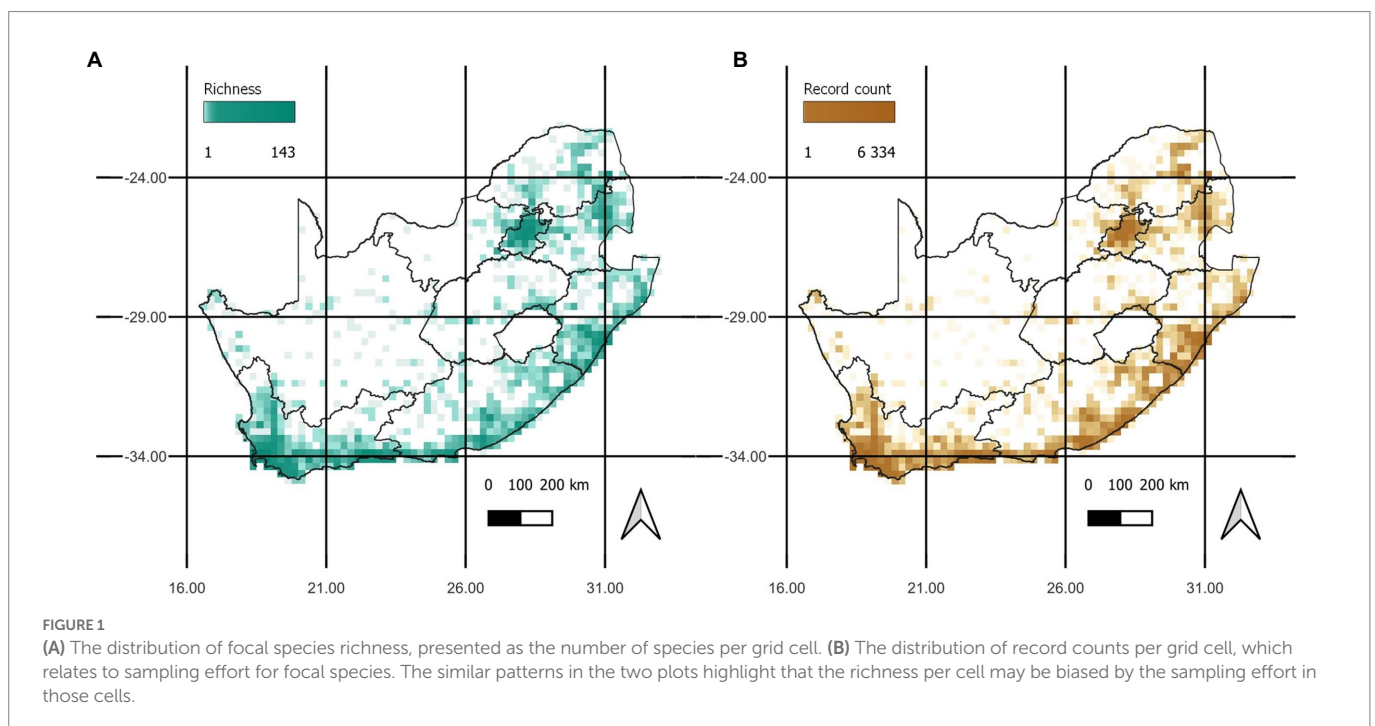 A
B
Richness
1 143
Record count
1 6 334
-24.00
-24.00
-29.00
-29.00
-34.00
-34.00
0 100 200 km
0 100 200 km
16.00 21.00 26.00 31.00
16.00 21.00 26.00 31.00
FIGURE 1
(A) The distribution of focal species richness, presented as the number of species per grid cell. (B) The distribution of record counts per grid cell, which
relates to sampling effort for focal species. The similar patterns in the two plots highlight that the richness per cell may be biased by the sampling effort in
those cells.